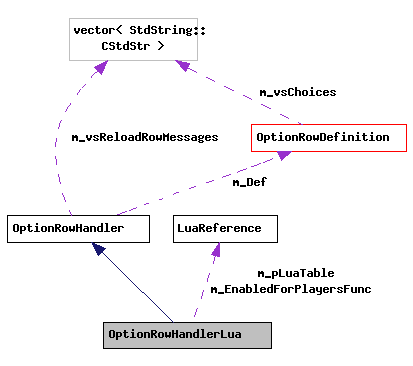 vector< StdString::
CStdStr >
m_vsChoices
m_vsReloadRowMessages
OptionRowDefinition
m_Def
OptionRowHandler
LuaReference
m_pLuaTable
m_EnabledForPlayersFunc
OptionRowHandlerLua